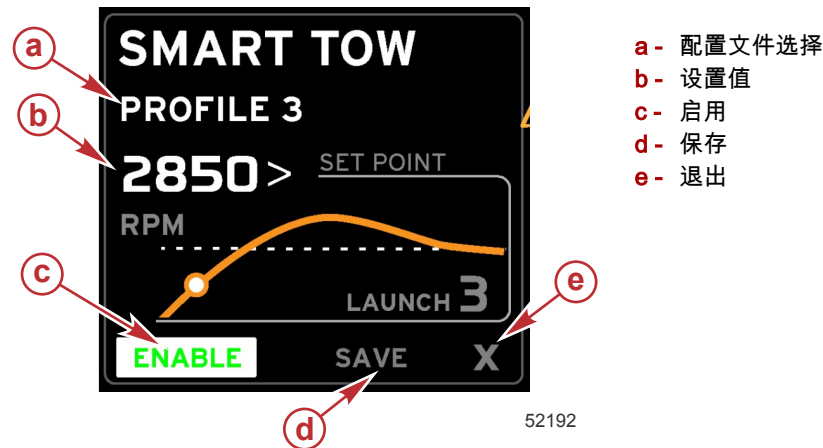 SMART TOW
PROFILE 3
2850>
SET POINT
RPM
LAUNCH 3
ENABLE
SAVE
X
a
b
c
d
e
a - 配置文件选择
b - 设置值
c - 启用
d - 保存
e - 退出
52192